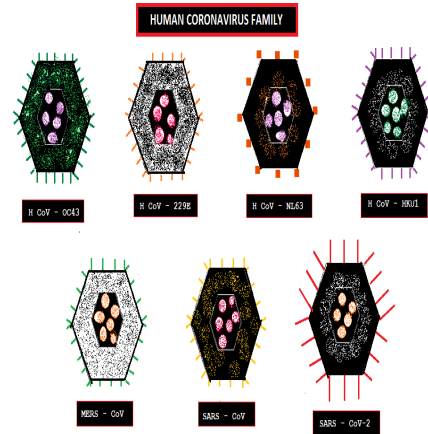 HUMAN CORONAVIRUS FAMILY
H CoV - OC43
H CoV - 229E
H CoV - NL63
H CoV - HKU1
MERS - CoV
SARS - CoV
SARS - CoV-2